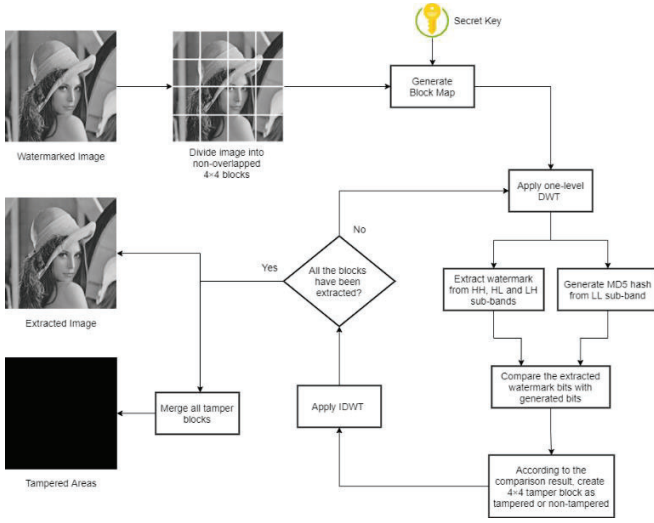 Secret Key
Generate
Block Map
Watermarked Image
Divide image into
non-overlapped
4×4 blocks
Apply one-level
DWT
No
Yes
All the blocks
have been
extracted?
Extract watermark
from HH, HL and LH
sub-bands
Generate MD5 hash
from LL sub-band
Extracted Image
Compare the extracted
watermark bits with
generated bits
Merge all tamper
blocks
Apply IDWT
Tampered Areas
According to the
comparison result, create
4×4 tamper block as
tampered or non-tampered